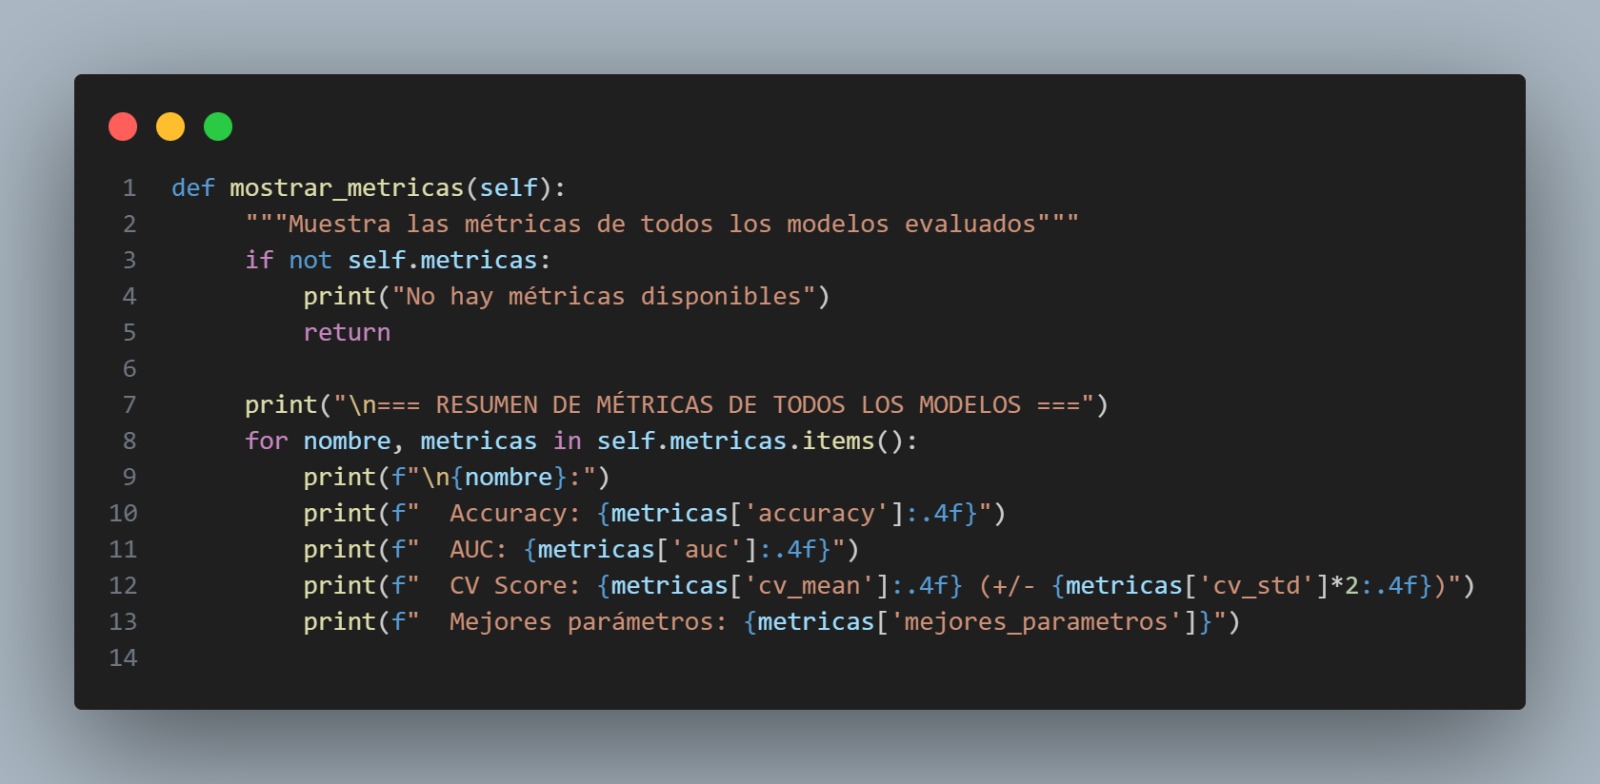 1 def mostrar_metricas(self):
2 """Muestra las métricas de todos los modelos evaluados"""
3 if not self.metricas:
4 print("No hay métricas disponibles")
5 return
6
7 print("\n=== RESUMEN DE MÉTRICAS DE TODOS LOS MODELOS ===")
8 for nombre, metricas in self.metricas.items():
9 print(f"\n{nombre}:")
10 print(f"  Accuracy: {metricas['accuracy']:.4f}")
11 print(f"  AUC: {metricas['auc']:.4f}")
12 print(f"  CV Score: {metricas['cv_mean']:.4f} (+/- {metricas['cv_std']*2:.4f})")
13 print(f"  Mejores parámetros: {metricas['mejores_parametros']}")
14